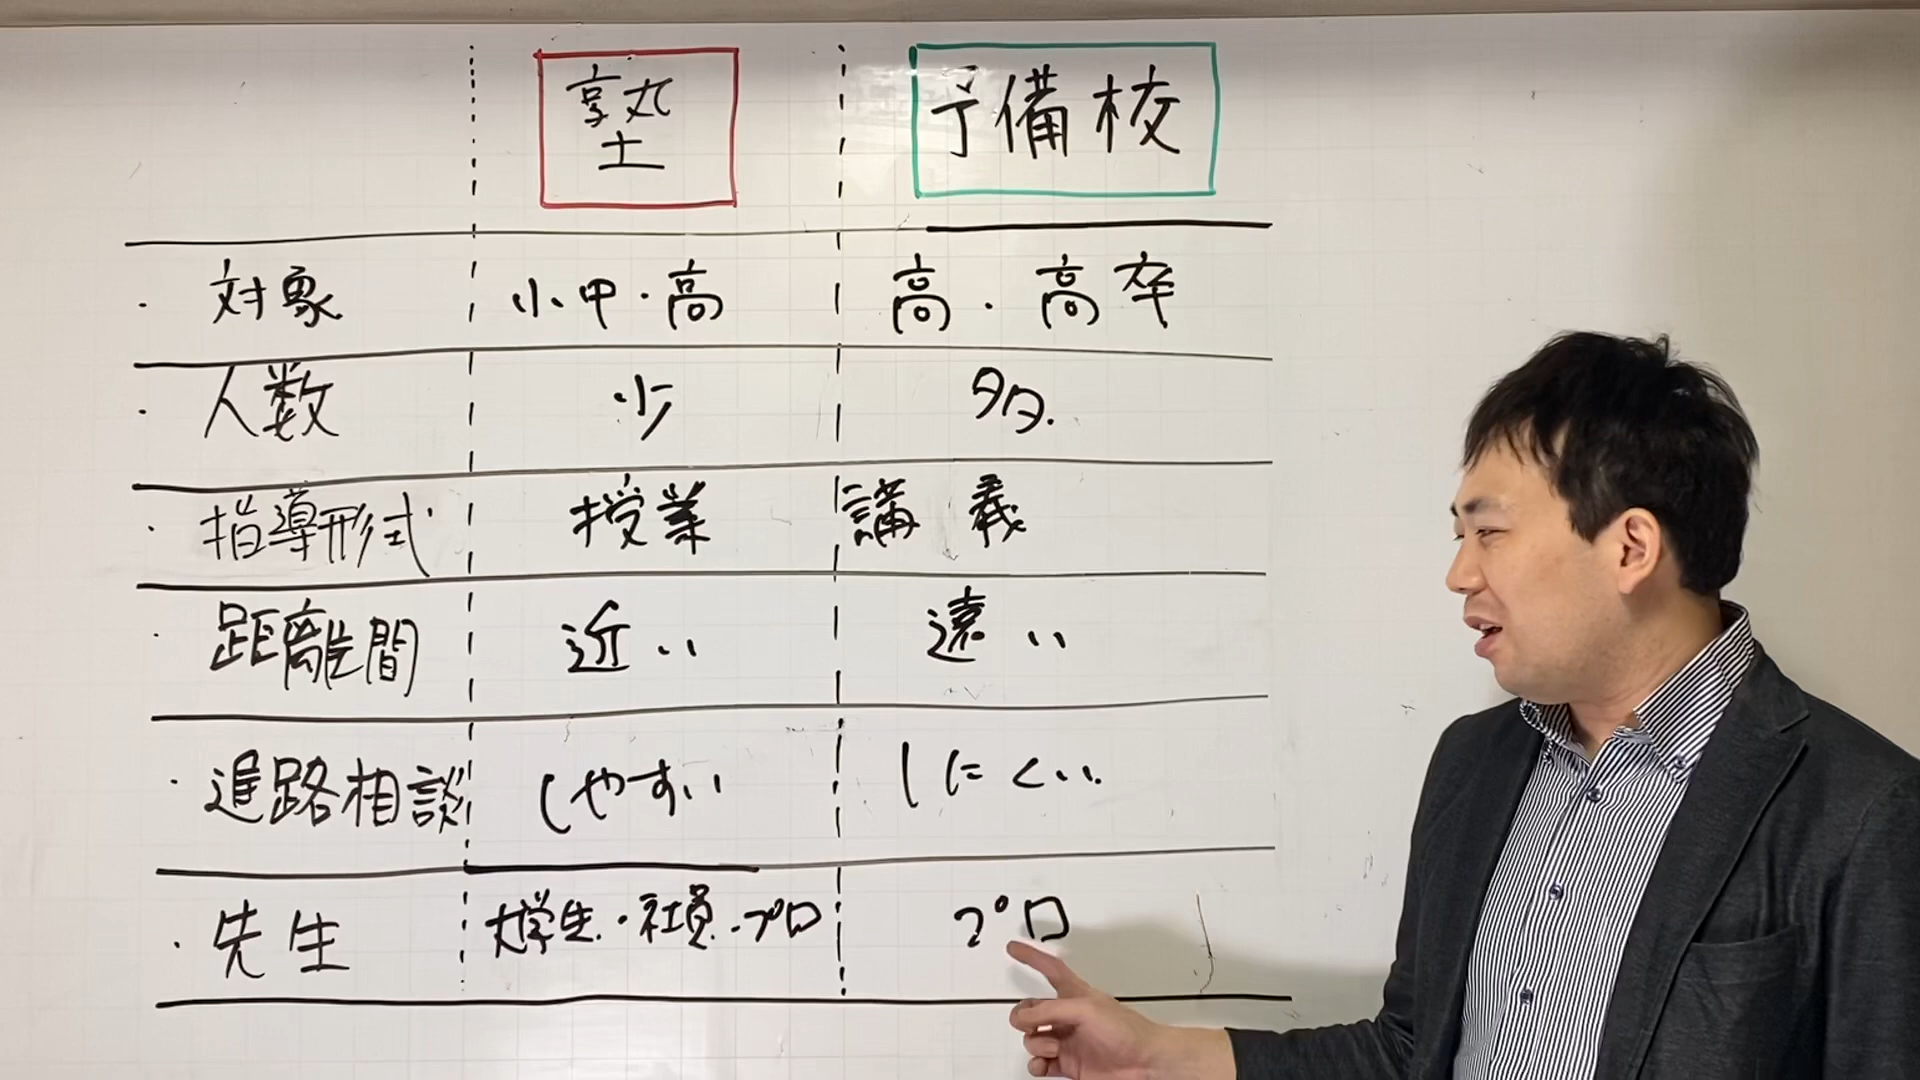 塾 予備校
・対象 小中・高 高・高卒
・人数 少 多
・指導形式 授業 講義
・距離間 近い 遠い
・進路相談 しやすい しにくい
・先生 大学生・社員・プロ プロ